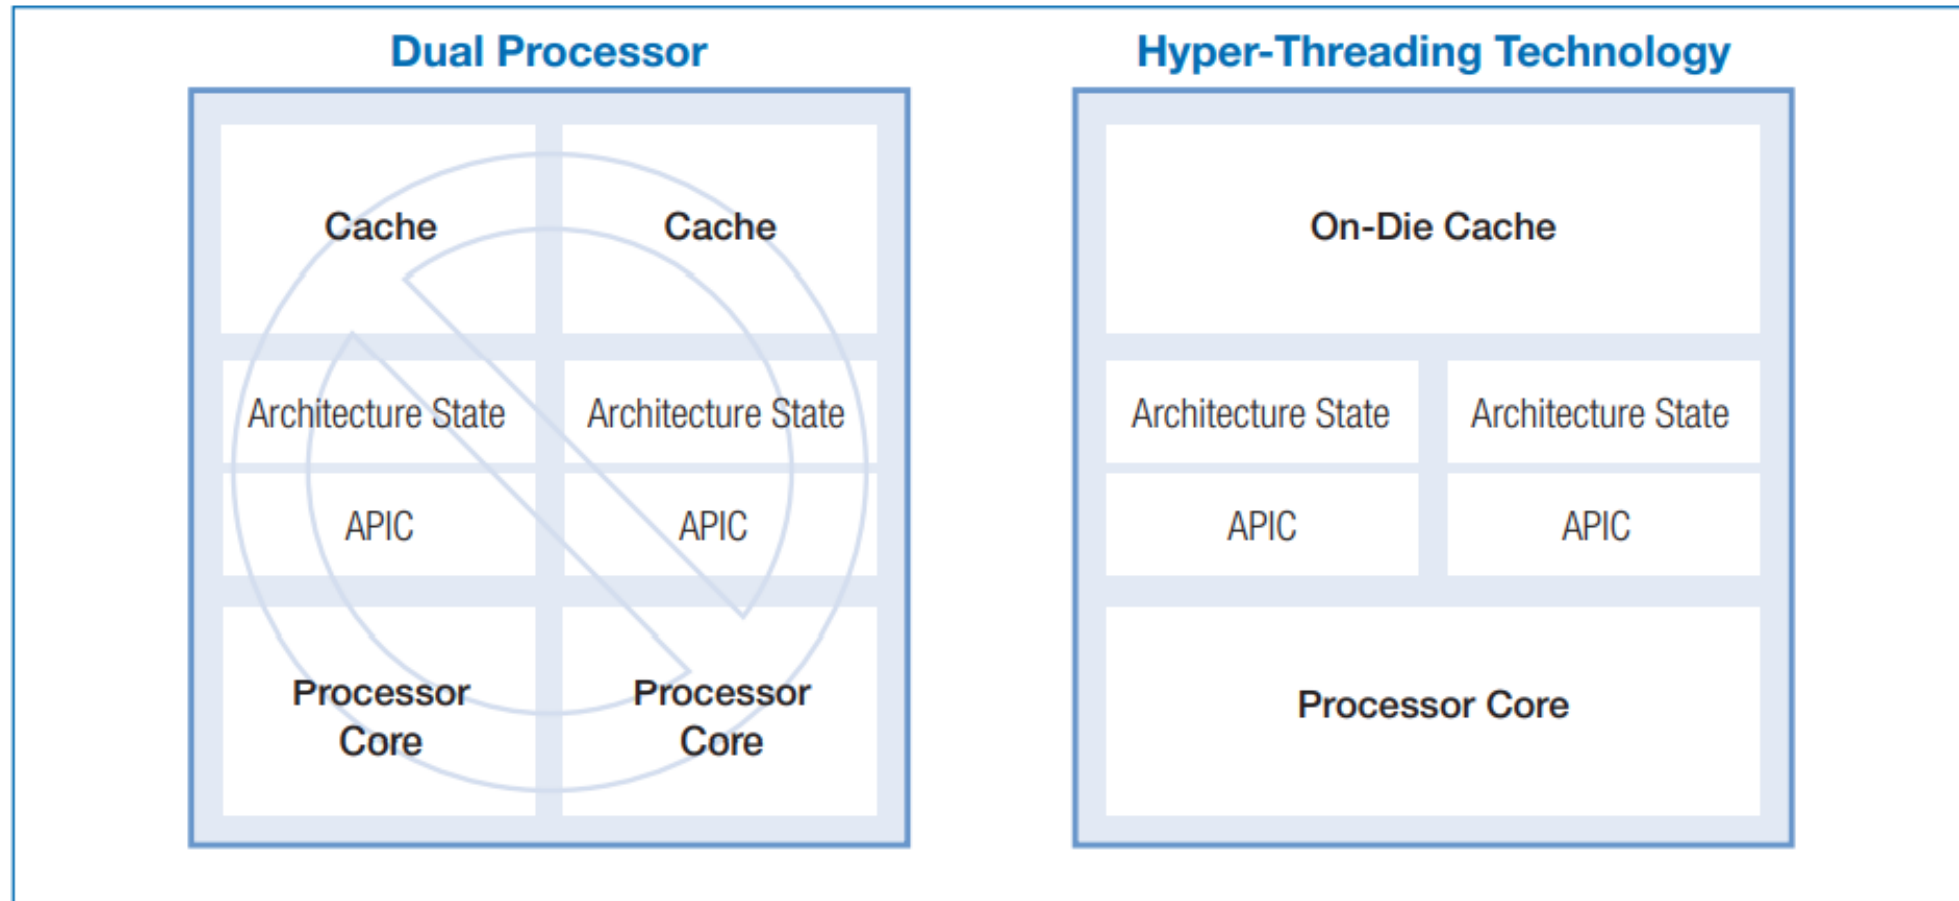 Dual Processor
Cache
Cache
Architecture State
Architecture State
APIC
APIC
Processor
Core
Processor
Core
Hyper-Threading Technology
On-Die Cache
Architecture State
Architecture State
APIC
APIC
Processor Core